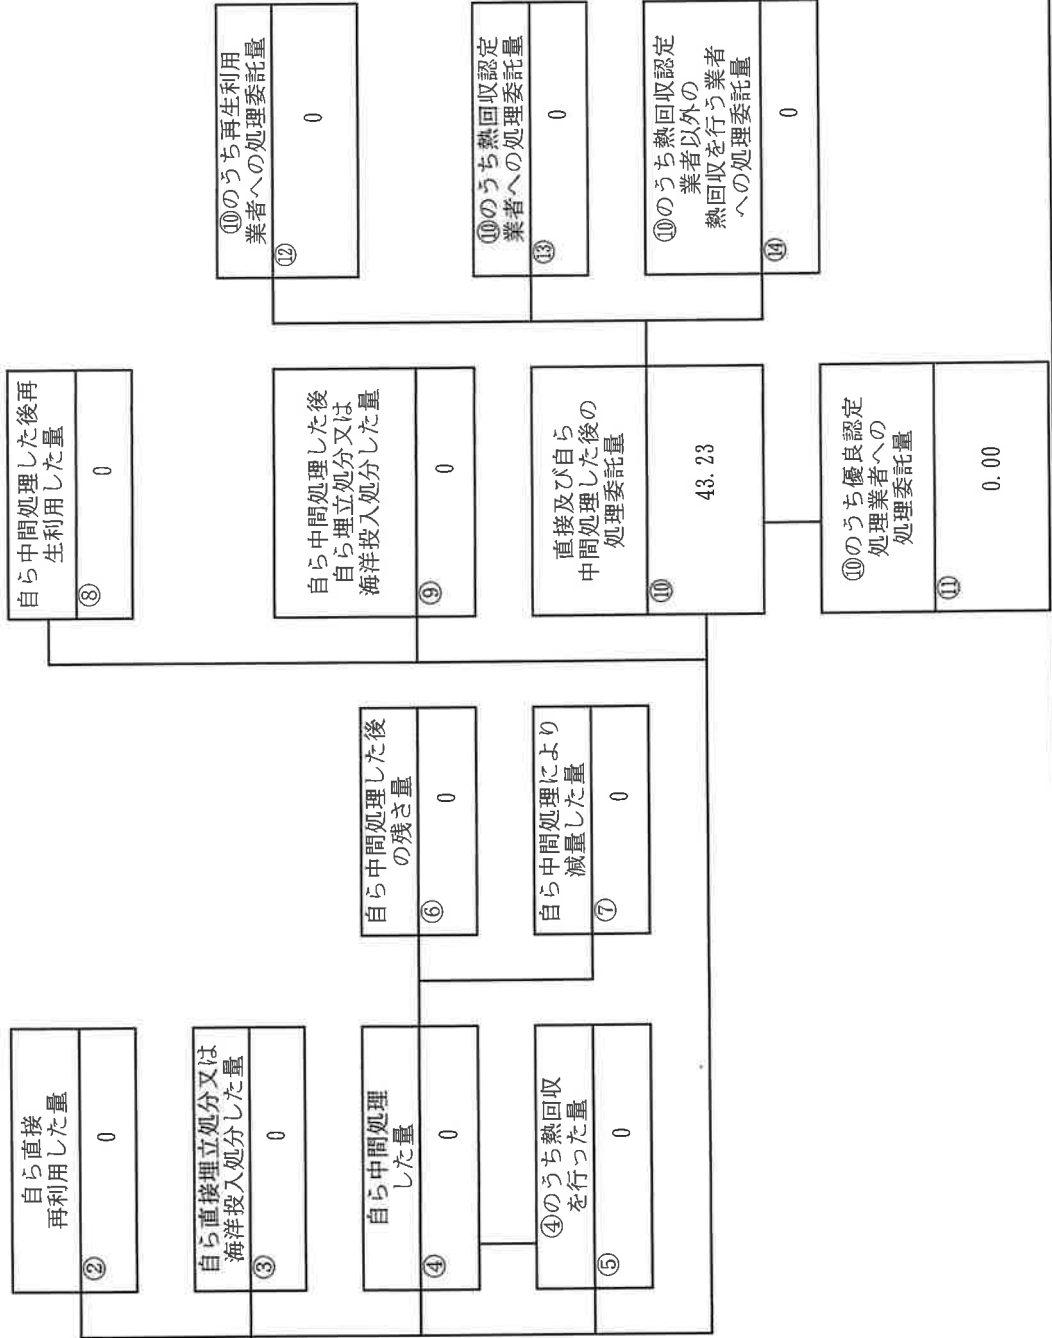 自ら直接
再利用した量
②
0
自ら直接埋立処分又は
海洋投入処分した量
③
0
自ら中間処理
した量
④
0
④のうち熱回収
を行った量
⑤
0
自ら中間処理した後
の残さ量
⑥
0
自ら中間処理により
減量した量
⑦
0
自ら中間処理した後再
生利用した量
⑧
0
自ら中間処理した後
自ら埋立処分又は
海洋投入処分した量
⑨
0
直接及び自ら
中間処理した後の
処理委託量
⑩
43.23
⑩のうち優良認定
処理業者への
処理委託量
⑪
0.00
⑩のうち再生利用
業者への処理委託量
⑫
0
⑩のうち熱回収認定
業者への処理委託量
⑬
0
⑩のうち熱回収認定
業者以外の
熱回収を行う業者
への処理委託量
⑭
0